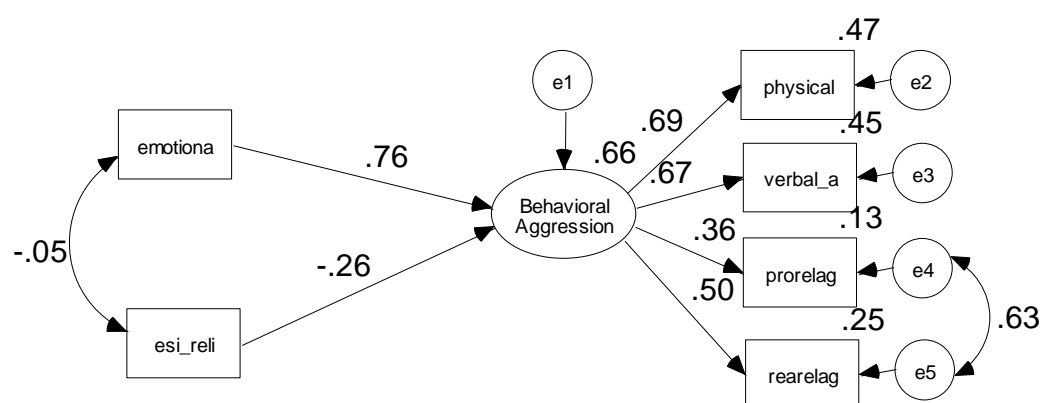 .47
e1
physical
e2
.69
.45
emotiona
.76
.66
.67
verbal_a
e3
Behavioral
Aggression
.13
-.05
.36
prorelag
e4
-.26
.50
.25
.63
esi_reli
rearelag
e5